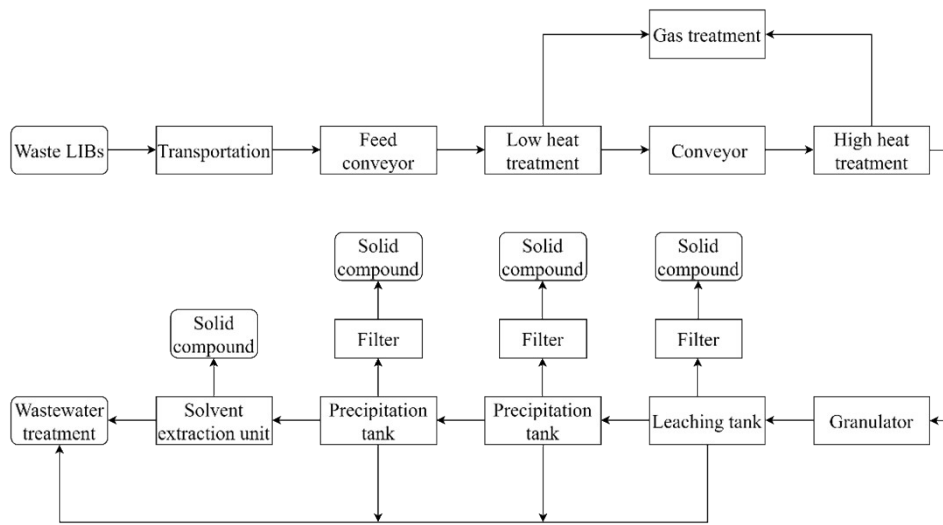 Gas treatment
Waste LIBs
Transportation
Feed
conveyor
Low heat
treatment
Conveyor
High heat
treatment
Solid
compound
Solid
compound
Solid
compound
Solid
compound
Filter
Filter
Filter
Wastewater
treatment
Solvent
extraction unit
Precipitation
tank
Precipitation
tank
Leaching tank
Granulator